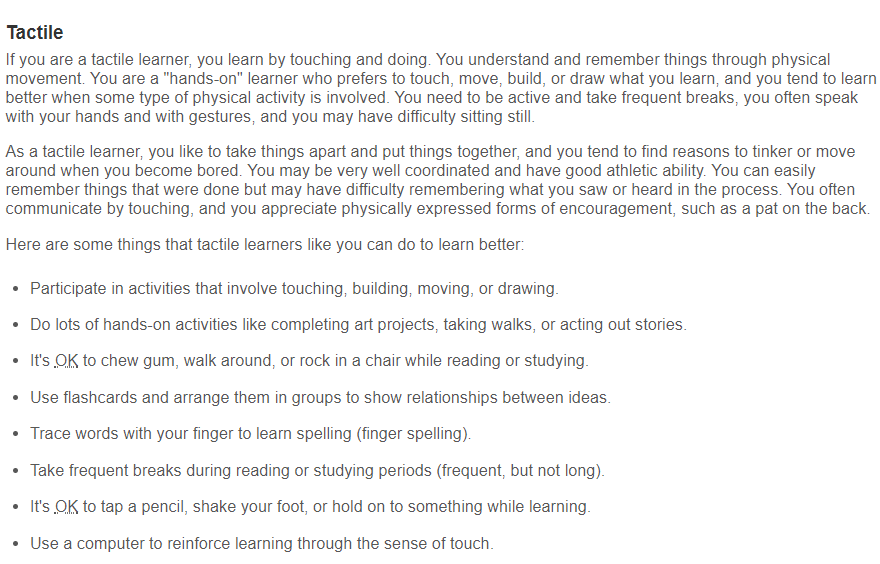 Tactile
If you are a tactile learner, you learn by touching and doing. You understand and remember things through physical
movement. You are a "hands-on" learner who prefers to touch, move, build, or draw what you learn, and you tend to learn
better when some type of physical activity is involved. You need to be active and take frequent breaks, you often speak
with your hands and with gestures, and you may have difficulty sitting still.
As a tactile learner, you like to take things apart and put things together, and you tend to find reasons to tinker or move
around when you become bored. You may be very well coordinated and have good athletic ability. You can easily
remember things that were done but may have difficulty remembering what you saw or heard in the process. You often
communicate by touching, and you appreciate physically expressed forms of encouragement, such as a pat on the back.
Here are some things that tactile learners like you can do to learn better:
• Participate in activities that involve touching, building, moving, or drawing.
• Do lots of hands-on activities like completing art projects, taking walks, or acting out stories.
• It's OK to chew gum, walk around, or rock in a chair while reading or studying.
• Use flashcards and arrange them in groups to show relationships between ideas.
• Trace words with your finger to learn spelling (finger spelling).
• Take frequent breaks during reading or studying periods (frequent, but not long).
• It's OK to tap a pencil, shake your foot, or hold on to something while learning.
• Use a computer to reinforce learning through the sense of touch.